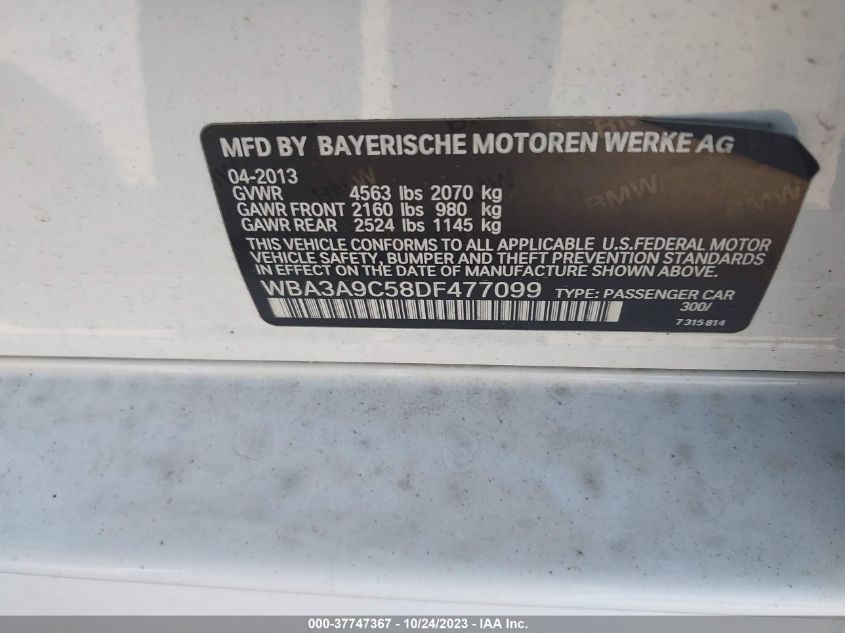 MFD BY BAYERISCHE MOTOREN WERKE AG
04-2013
GVWR 4563 lbs 2070 kg
GAWR FRONT 2160 lbs 980 kg
GAWR REAR 2524 lbs 1145 kg
THIS VEHICLE CONFORMS TO ALL APPLICABLE U.S.FEDERAL MOTOR
VEHICLE SAFETY, BUMPER AND THEFT PREVENTION STANDARDS
IN EFFECT ON THE DATE OF MANUFACTURE SHOWN ABOVE.
WBA3A9C58DF477099 TYPE: PASSENGER CAR
300/
7 315 814
BMW
000-37747367 • 10/24/2023 • IAA Inc.